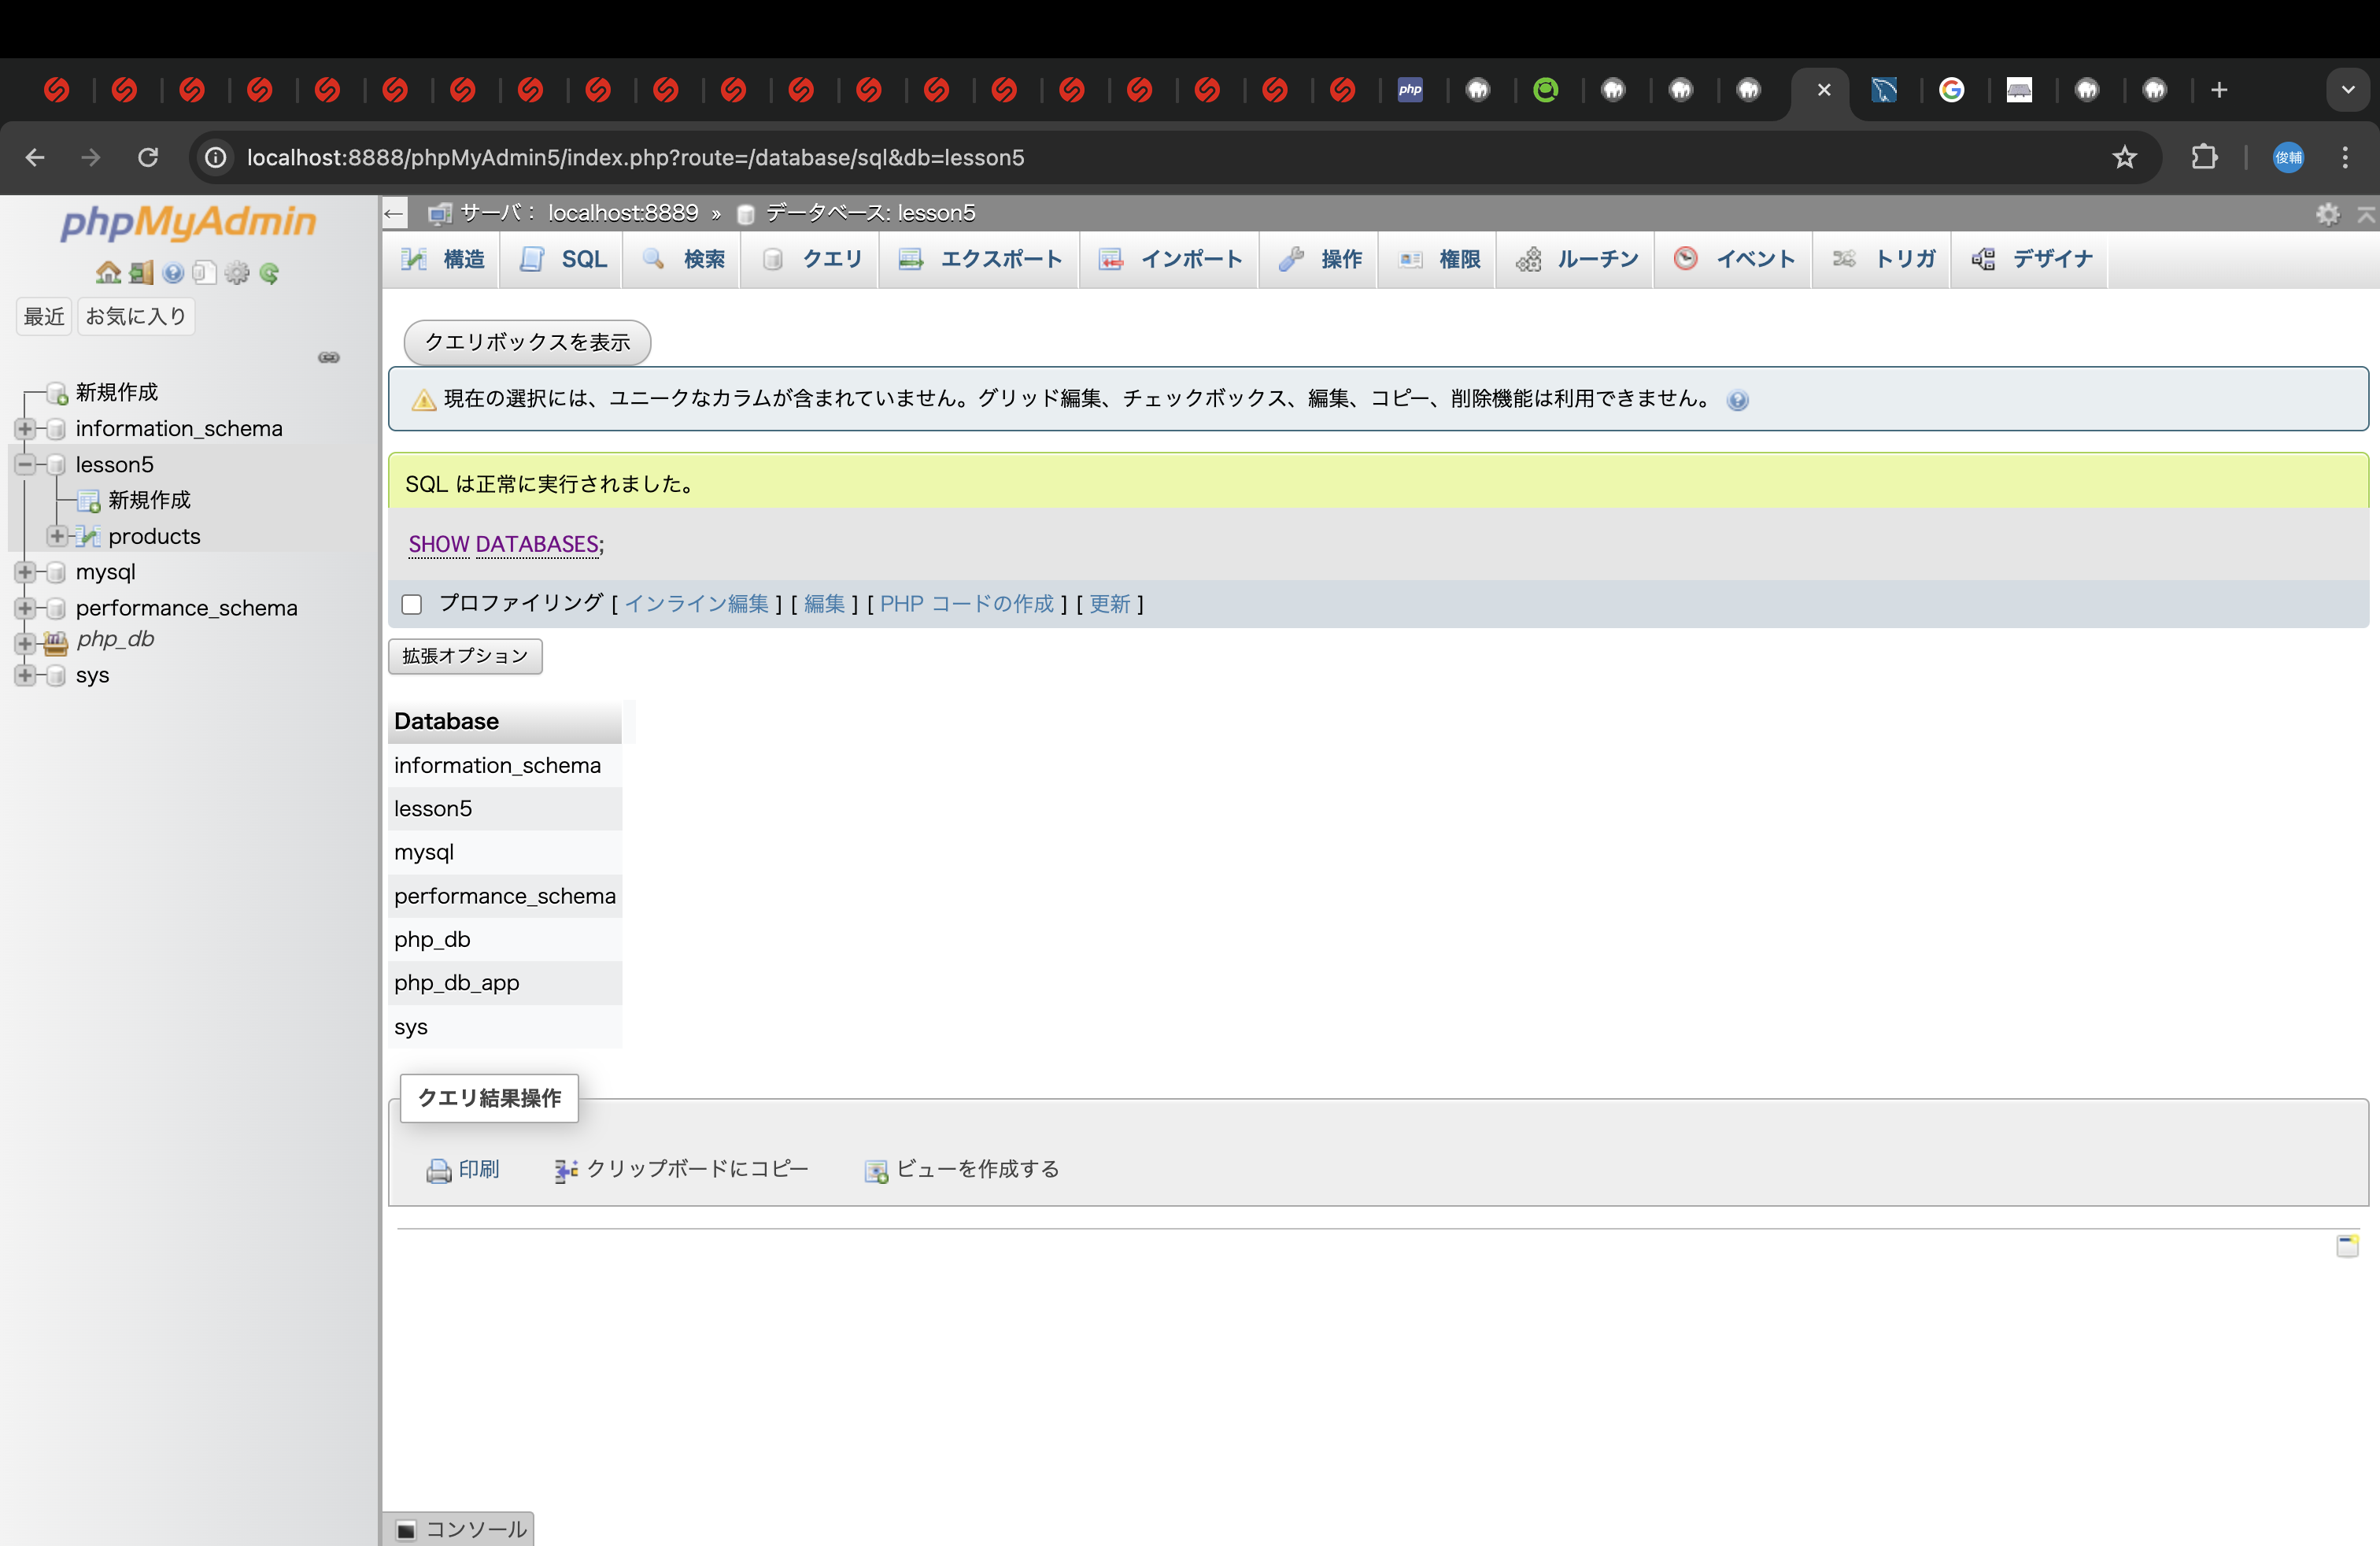 php
localhost:8888/phpMyAdmin5/index.php?route=/database/sql&db=lesson5
俊輔
phpMyAdmin
最近 お気に入り
新規作成
information_schema
lesson5
新規作成
products
mysql
performance_schema
php_db
sys
サーバ： localhost:8889 » データベース: lesson5
構造 SQL 検索 クエリ エクスポート インポート 操作 権限 ルーチン イベント トリガ デザイナ
クエリボックスを表示
現在の選択には、ユニークなカラムが含まれていません。グリッド編集、チェックボックス、編集、コピー、削除機能は利用できません。
SQL は正常に実行されました。
SHOW DATABASES;
プロファイリング [ インライン編集 ] [ 編集 ] [ PHP コードの作成 ] [ 更新 ]
拡張オプション
Database
information_schema
lesson5
mysql
performance_schema
php_db
php_db_app
sys
クエリ結果操作
印刷 クリップボードにコピー ビューを作成する
コンソール